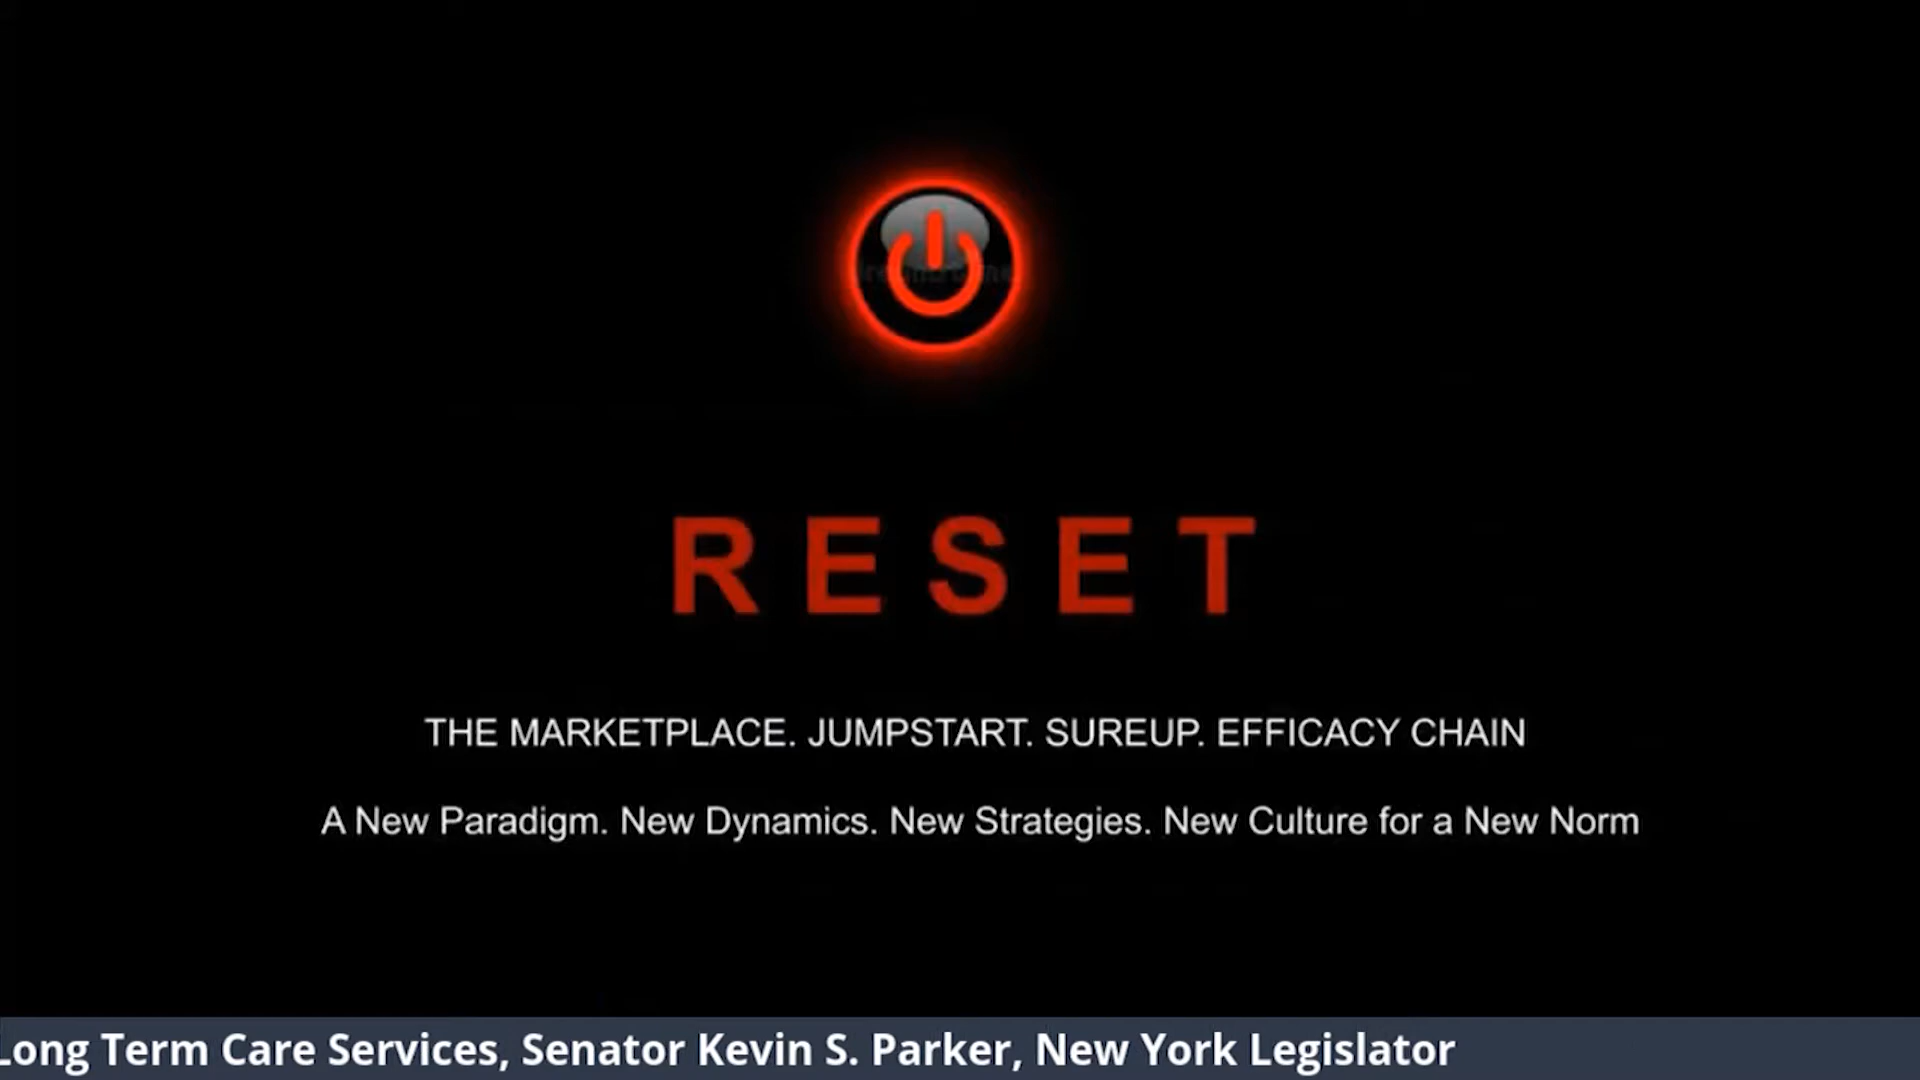 RESET
THE MARKETPLACE. JUMPSTART. SUREUP. EFFICACY CHAIN
A New Paradigm. New Dynamics. New Strategies. New Culture for a New Norm
Long Term Care Services, Senator Kevin S. Parker, New York Legislator